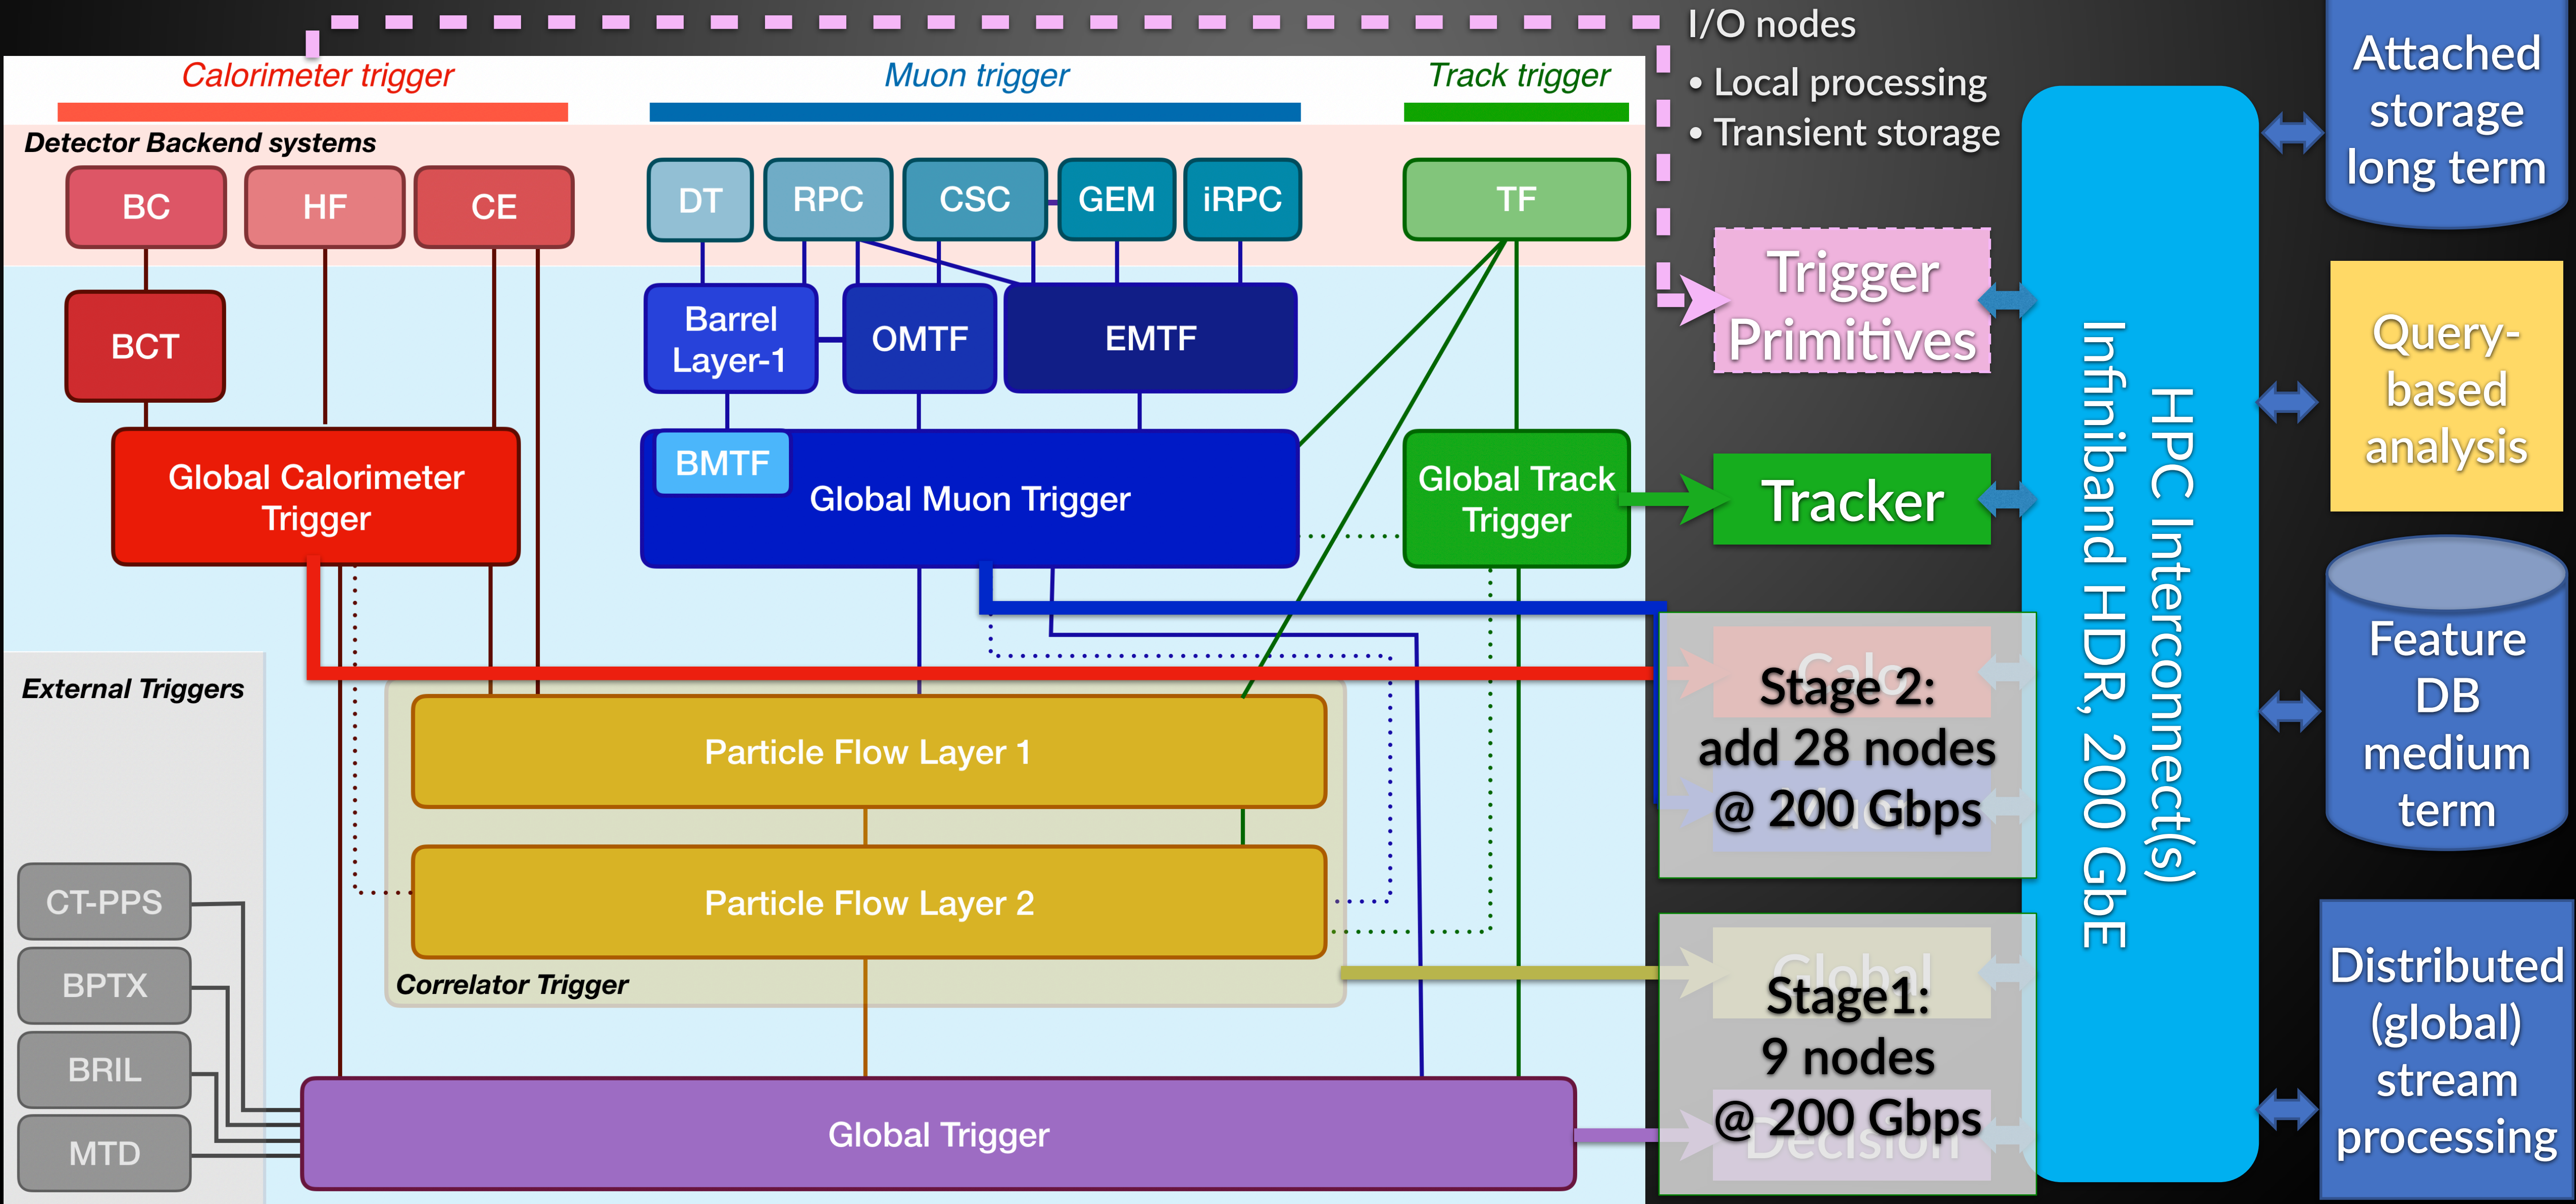 I/O nodes
• Local processing
• Transient storage
Calorimeter trigger
Muon trigger
Track trigger
Detector Backend systems
BC
HF
CE
DT
RPC
CSC
GEM
iRPC
TF
BCT
Barrel
Layer-1
OMTF
EMTF
Global Calorimeter
Trigger
BMTF
Global Muon Trigger
Global Track
Trigger
External Triggers
Particle Flow Layer 1
Particle Flow Layer 2
Correlator Trigger
CT-PPS
BPTX
BRIL
MTD
Global Trigger
Trigger
Primitives
Tracker
Calo
Stage 2:
add 28 nodes
Muon
@ 200 Gbps
Global
Stage1:
9 nodes
@ 200 Gbps
Decision
HPC Interconnect(s)
Infiniband HDR, 200 GbE
Attached
storage
long term
Query-
based
analysis
Feature
DB
medium
term
Distributed
(global)
stream
processing